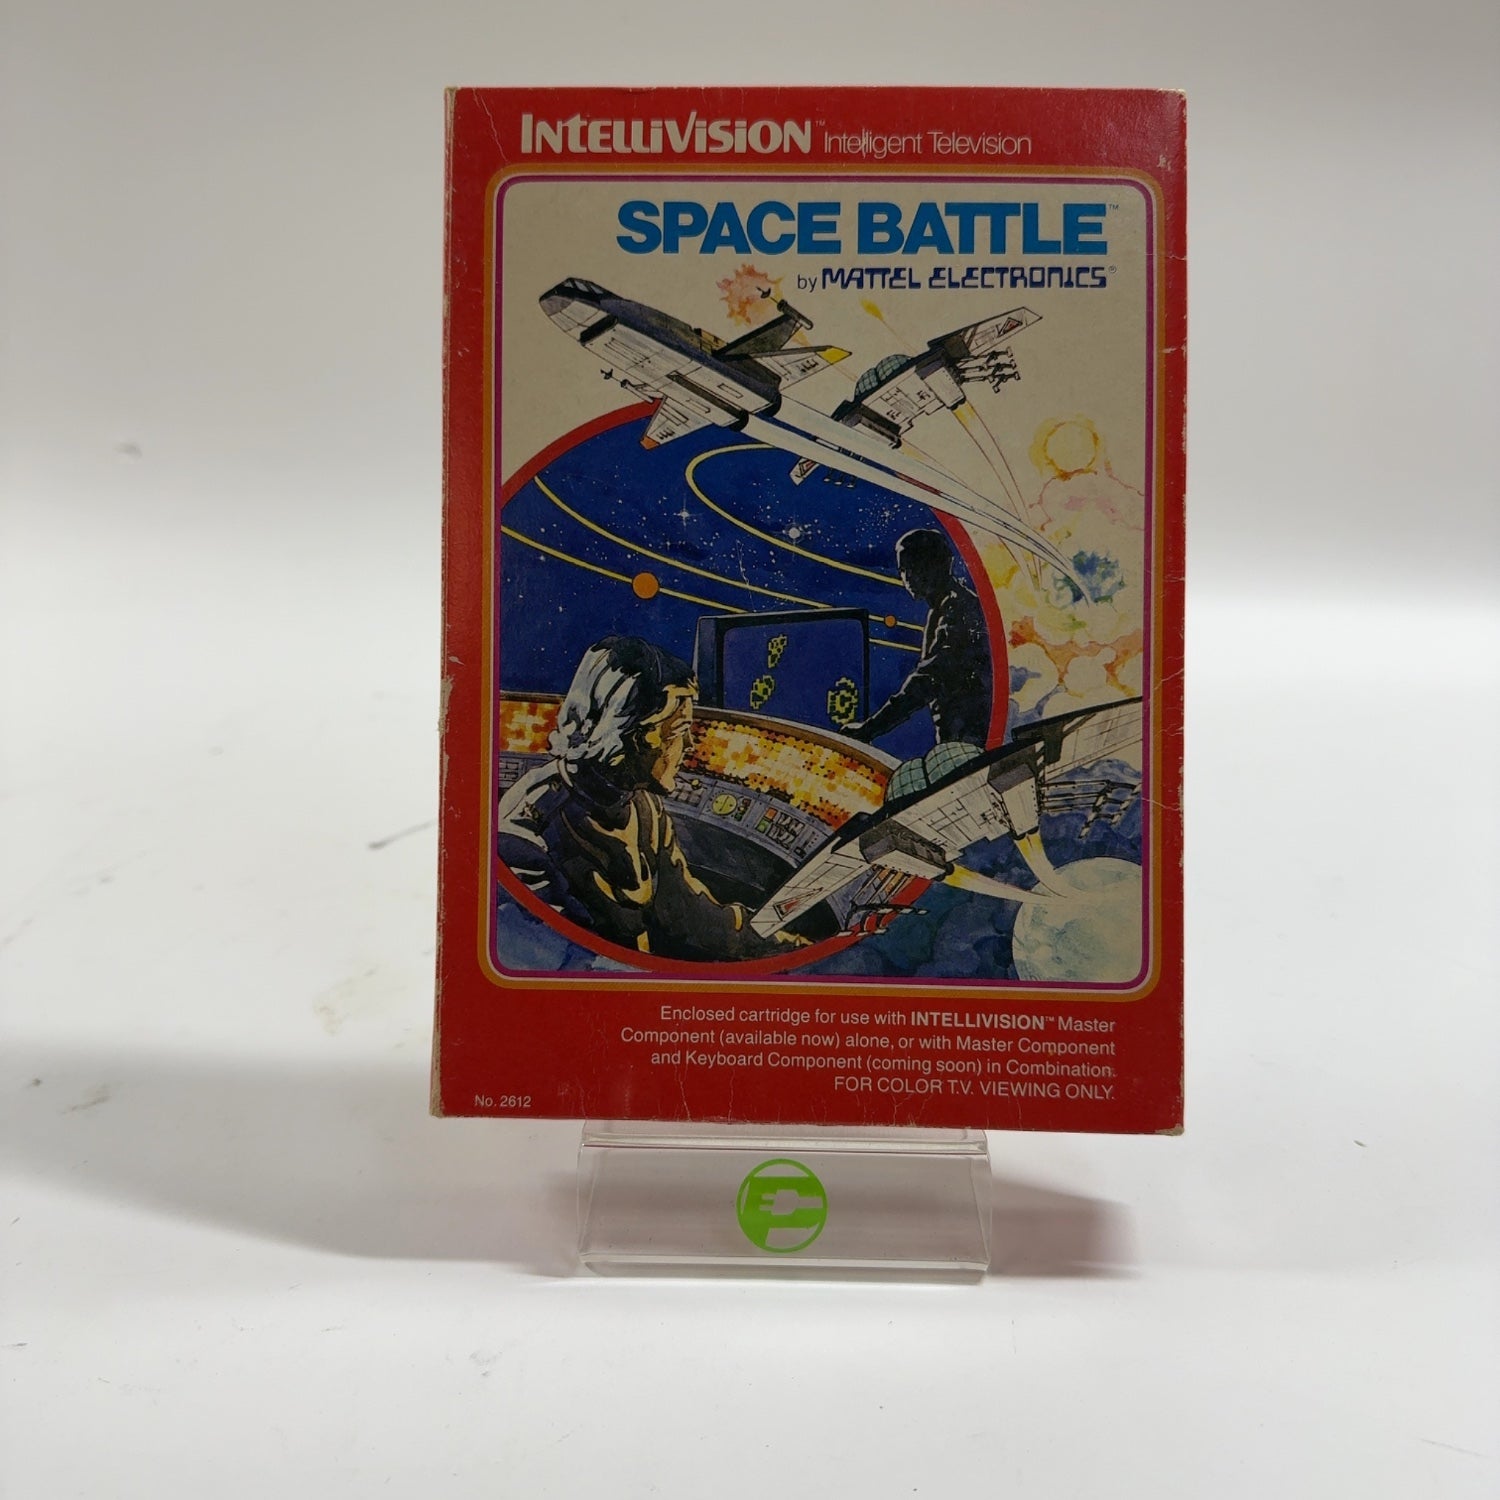 INTELLIVISION™ Intelligent Television
SPACE BATTLE™
by MATTEL ELECTRONICS®
Enclosed cartridge for use with INTELLIVISION™ Master
Component (available now) alone, or with Master Component
and Keyboard Component (coming soon) in Combination.
FOR COLOR T.V. VIEWING ONLY.
No. 2612